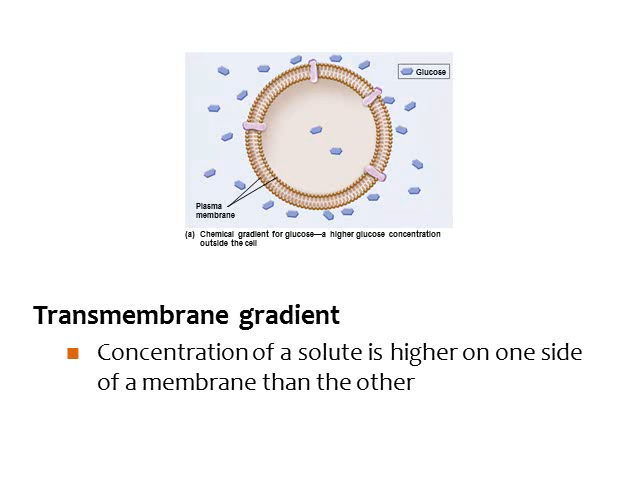 Glucose
Plasma
membrane
(a) Chemical gradient for glucose—a higher glucose concentration
outside the cell
Transmembrane gradient
■ Concentration of a solute is higher on one side
of a membrane than the other